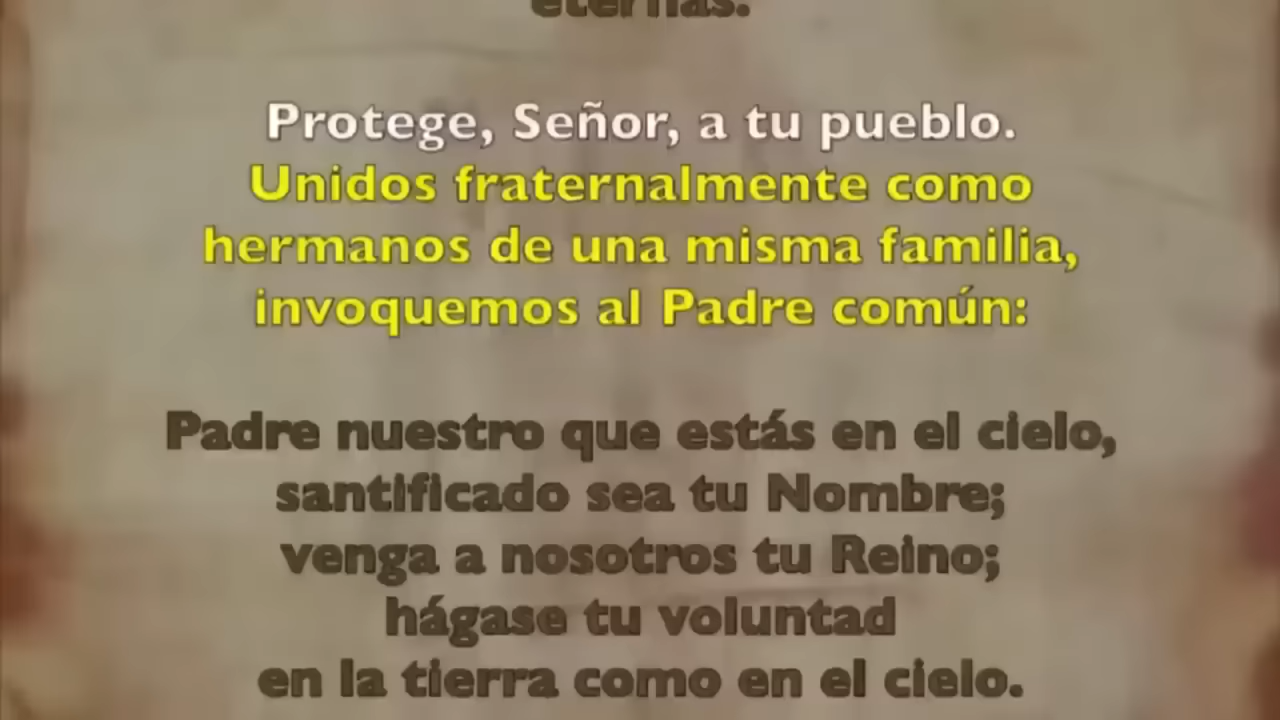 eternas.
Protege, Señor, a tu pueblo.
Unidos fraternalmente como
hermanos de una misma familia,
invoquemos al Padre común:
Padre nuestro que estás en el cielo,
santificado sea tu Nombre;
venga a nosotros tu Reino;
hágase tu voluntad
en la tierra como en el cielo.